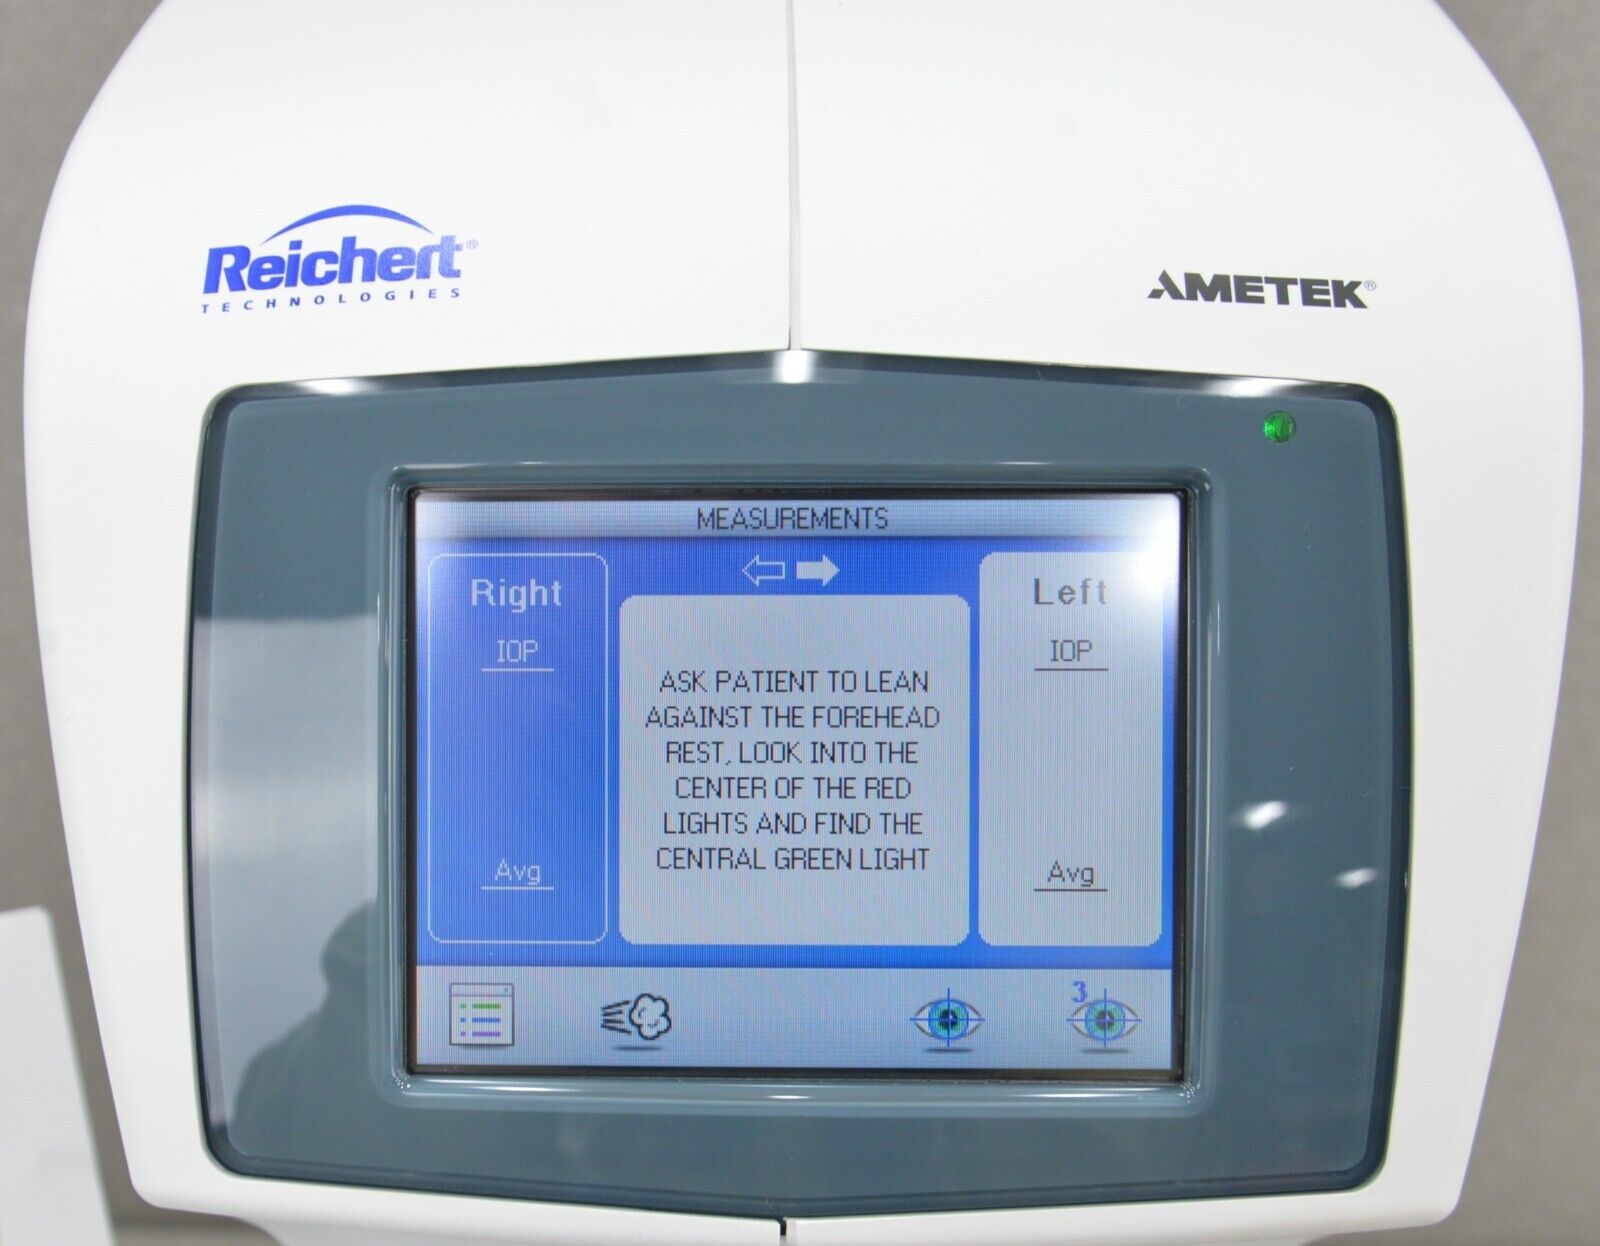 Reichert®
TECHNOLOGIES
AMETEK®
MEASUREMENTS
Right
IOP
Avg
ASK PATIENT TO LEAN
AGAINST THE FOREHEAD
REST, LOOK INTO THE
CENTER OF THE RED
LIGHTS AND FIND THE
CENTRAL GREEN LIGHT
Left
IOP
Avg
3